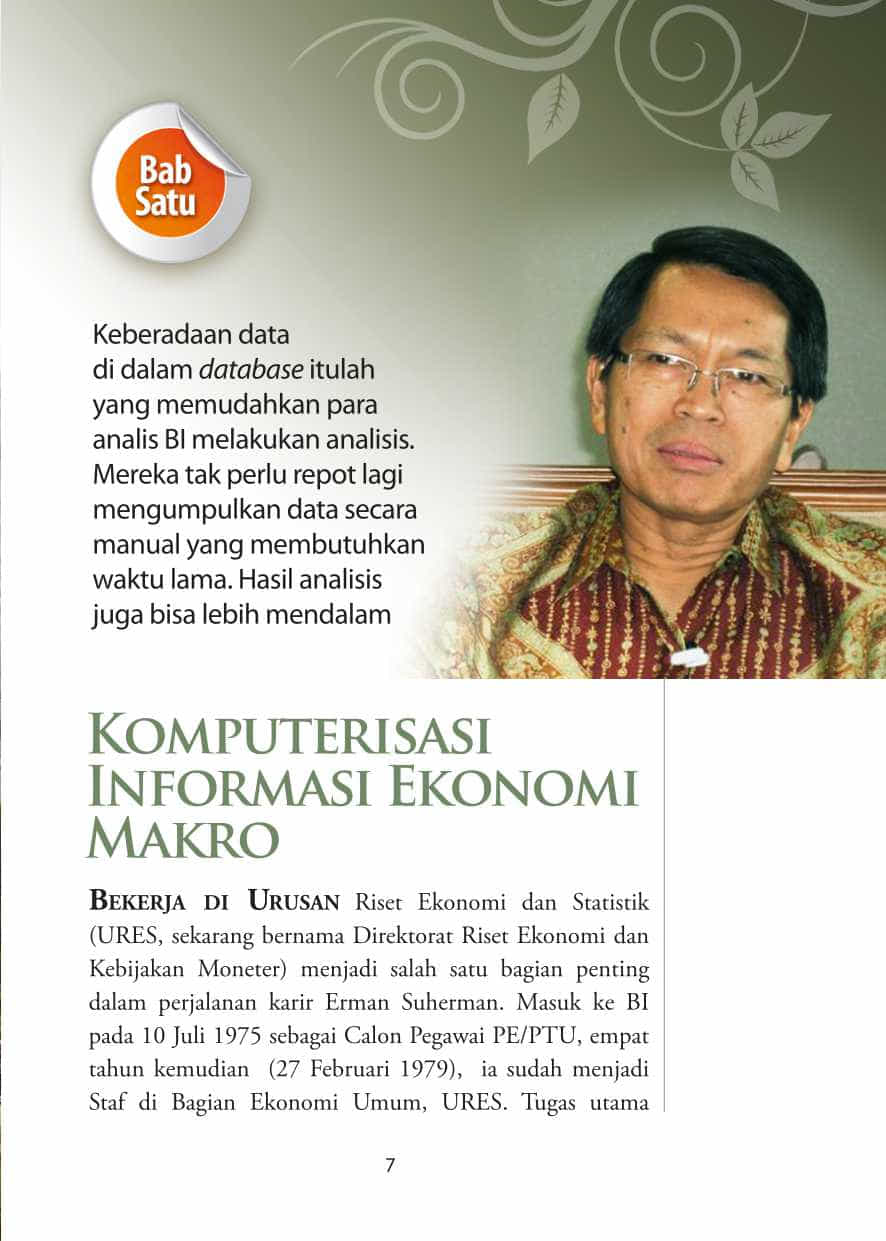 Bab
Satu
Keberadaan data
di dalam database itulah
yang memudahkan para
analis BI melakukan analisis.
Mereka tak perlu repot lagi
mengumpulkan data secara
manual yang membutuhkan
waktu lama. Hasil analisis
juga bisa lebih mendalam
KOMPUTERISASI
INFORMASI EKONOMI
MAKRO
BEKERJA DI URUSAN Riset Ekonomi dan Statistik
(URES, sekarang bernama Direktorat Riset Ekonomi dan
Kebijakan Moneter) menjadi salah satu bagian penting
dalam perjalanan karir Erman Suherman. Masuk ke BI
pada 10 Juli 1975 sebagai Calon Pegawai PE/PTU, empat
tahun kemudian (27 Februari 1979), ia sudah menjadi
Staf di Bagian Ekonomi Umum, URES. Tugas utama
7